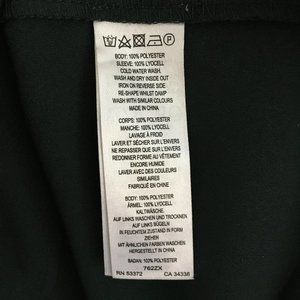 BODY: 100% POLYESTER
SLEEVE: 100% LYOCELL
COLD WATER WASH.
WASH AND DRY INSIDE OUT
IRON ON REVERSE SIDE
RE-SHAPE WHILST DAMP
WASH WITH SIMILAR COLOURS
MADE IN CHINA
CORPS: 100% POLYESTER
MANCHE: 100% LYOCELL
LAVAGE À FROID
LAVER ET SÉCHER SUR L'ENVERS
NE REPASSER QUE SUR L'ENVERS
REDONNER FORME AU VÊTEMENT
ENCORE HUMIDE
LAVER AVEC DES COULEURS
SIMILAIRES
FABRIQUÉ EN CHINE
BODY: 100% POLYESTER
ÄRMEL: 100% LYOCELL
KALTWÄSCHE.
AUF LINKS WASCHEN UND TROCKNEN
AUF LINKS BÜGELN
IN FEUCHTEM ZUSTAND IN FORM
ZIEHEN
MIT ÄHNLICHEN FARBEN WASCHEN
HERGESTELLT IN CHINA
BADAN: 100% POLYESTER
762ZX
RN 53372 CA 34336